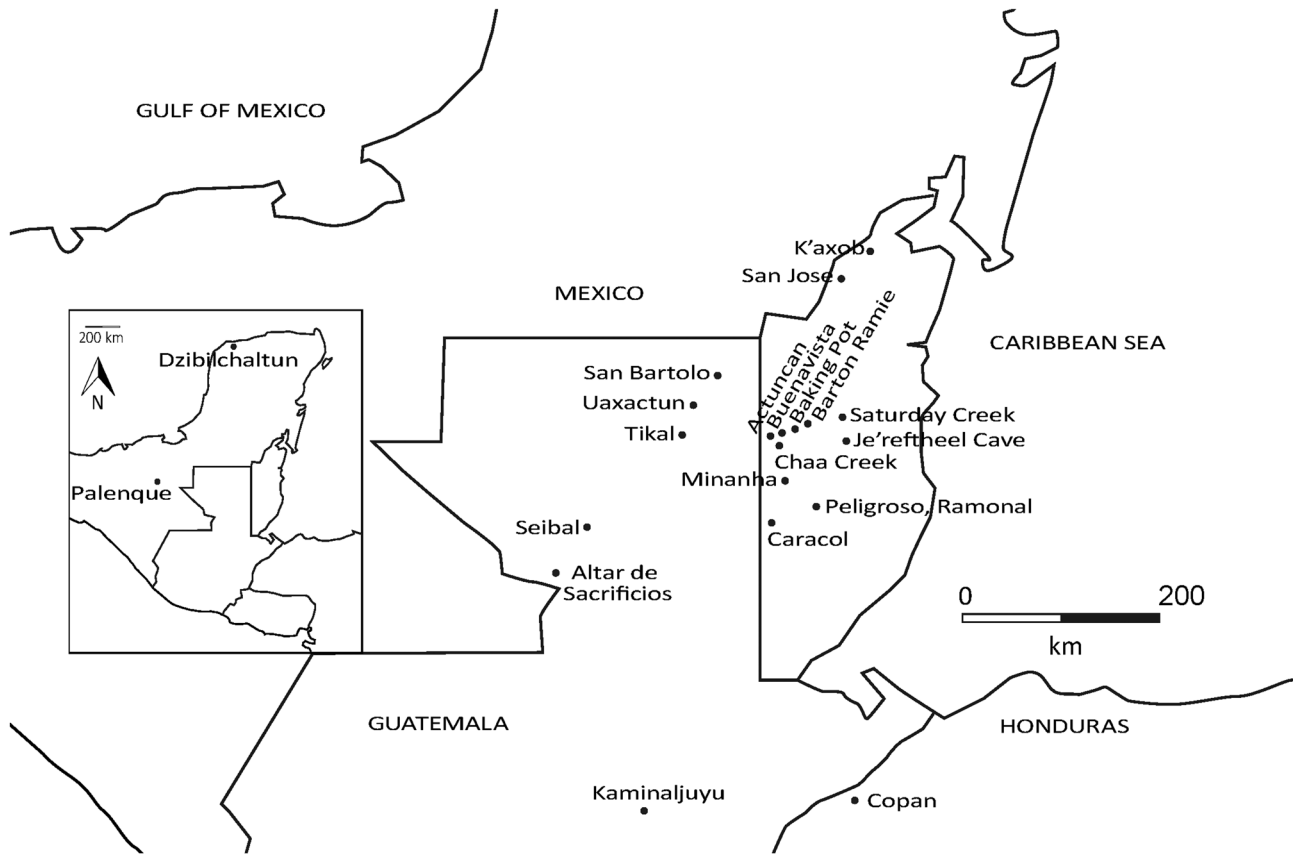 GULF OF MEXICO
K'axob
San Jose
MEXICO
CARIBBEAN SEA
200 km
N
Dzibilchaltun
Palenque
San Bartolo
Uaxactun
Tikal
Actuncan
Buenavista
Baking Pot
Barton Ramie
Saturday Creek
Je'reftheel Cave
Chaa Creek
Minanha
Peligroso, Ramonal
Caracol
Seibal
Altar de
Sacrificios
0 200
km
GUATEMALA
HONDURAS
Kaminaljuyu
Copan